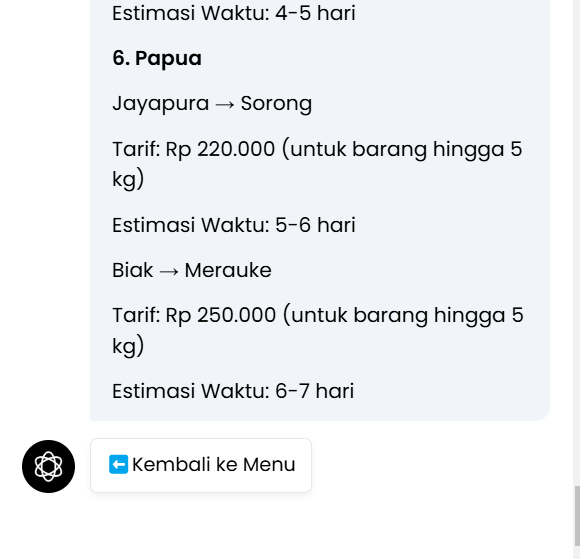 Estimasi Waktu: 4-5 hari
6. Papua
Jayapura → Sorong
Tarif: Rp 220.000 (untuk barang hingga 5
kg)
Estimasi Waktu: 5-6 hari
Biak → Merauke
Tarif: Rp 250.000 (untuk barang hingga 5
kg)
Estimasi Waktu: 6-7 hari
⬅️ Kembali ke Menu